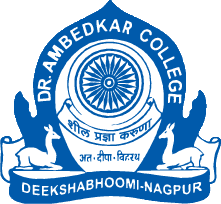 DR. AMBEDKAR COLLEGE
शील प्रज्ञा करुणा
अत्त·दीपा·विहरथ
DEEKSHABHOOMI-NAGPUR